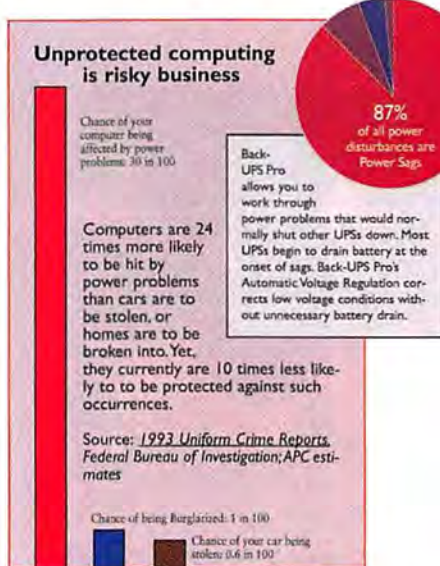 Unprotected computing
is risky business
87%
of all power
disturbances are
Power Sags
Chance of your
computer being
affected by power
problems: 30 in 100
Back-
UPS Pro
allows you to
work through
power problems that would nor-
mally shut other UPSs down. Most
UPSs begin to drain battery at the
onset of sags. Back-UPS Pro's
Automatic Voltage Regulation cor-
rects low voltage conditions with-
out unnecessary battery drain.
Computers are 24
times more likely
to be hit by
power problems
than cars are to
be stolen, or
homes are to be
broken into. Yet,
they currently are 10 times less like-
ly to to be protected against such
occurrences.
Source: 1993 Uniform Crime Reports,
Federal Bureau of Investigation; APC esti-
mates
Chance of being Burglarized: 1 in 100
Chance of your car being
stolen: 0.6 in 100